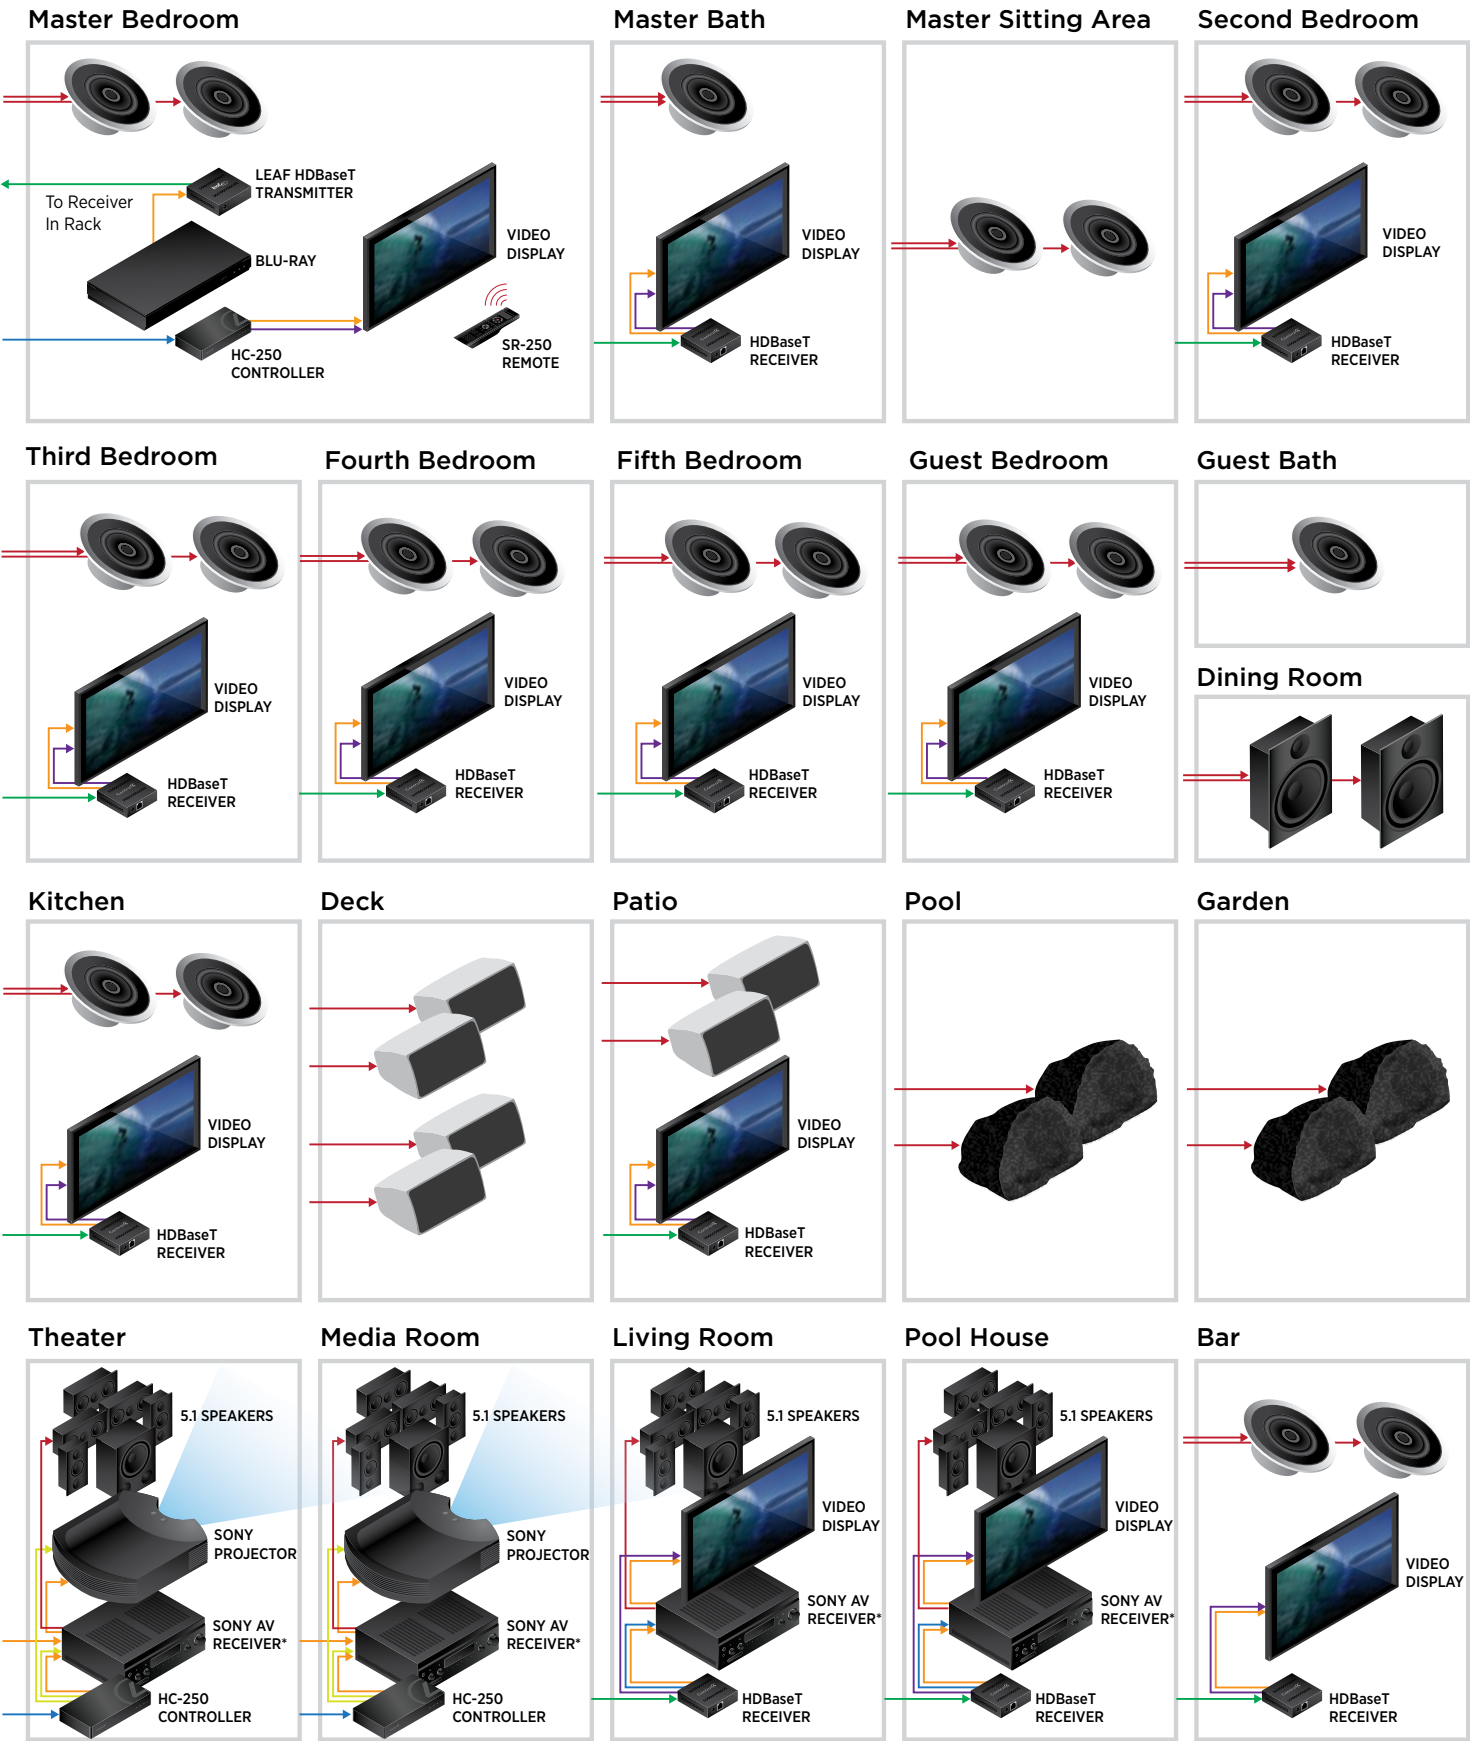 Master Bedroom
LEAF HDBaseT
TRANSMITTER
To Receiver
In Rack
BLU-RAY
VIDEO
DISPLAY
HC-250
CONTROLLER
SR-250
REMOTE
Master Bath
VIDEO
DISPLAY
HDBaseT
RECEIVER
Master Sitting Area
Second Bedroom
VIDEO
DISPLAY
HDBaseT
RECEIVER
Third Bedroom
VIDEO
DISPLAY
HDBaseT
RECEIVER
Fourth Bedroom
VIDEO
DISPLAY
HDBaseT
RECEIVER
Fifth Bedroom
VIDEO
DISPLAY
HDBaseT
RECEIVER
Guest Bedroom
VIDEO
DISPLAY
HDBaseT
RECEIVER
Guest Bath
Dining Room
Kitchen
VIDEO
DISPLAY
HDBaseT
RECEIVER
Deck
Patio
VIDEO
DISPLAY
HDBaseT
RECEIVER
Pool
Garden
Theater
5.1 SPEAKERS
SONY
PROJECTOR
SONY AV
RECEIVER*
HC-250
CONTROLLER
Media Room
5.1 SPEAKERS
SONY
PROJECTOR
SONY AV
RECEIVER*
HC-250
CONTROLLER
Living Room
5.1 SPEAKERS
VIDEO
DISPLAY
SONY AV
RECEIVER*
HDBaseT
RECEIVER
Pool House
5.1 SPEAKERS
VIDEO
DISPLAY
SONY AV
RECEIVER*
HDBaseT
RECEIVER
Bar
VIDEO
DISPLAY
HDBaseT
RECEIVER